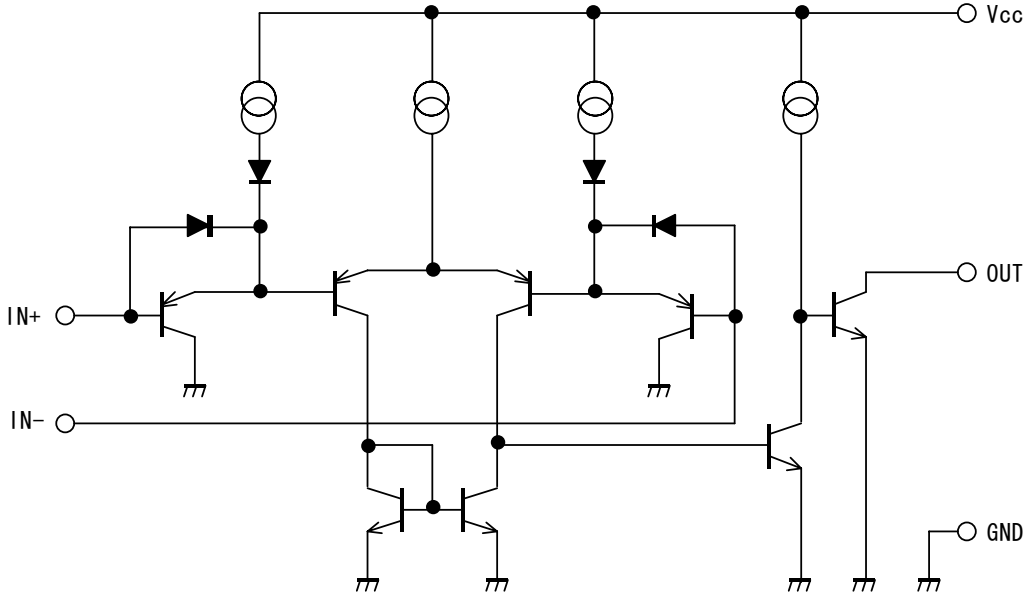 Vcc
OUT
IN+
IN-
GND